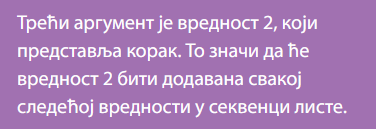 Трећи аргумент је вредност 2, који
представља корак. То значи да ће
вредност 2 бити додавана свакој
следећој вредности у секвенци листе.